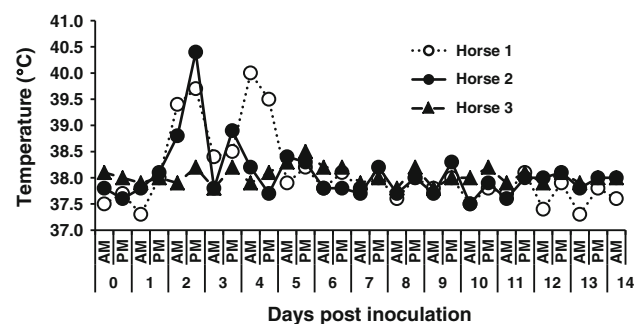 41.0
40.5
40.0
39.5
39.0
38.5
38.0
37.5
37.0
Temperature (°C)
Horse 1
Horse 2
Horse 3
AM PM AM PM AM PM AM PM AM PM AM PM AM PM AM PM AM PM AM PM AM PM AM PM AM PM AM PM AM
0 1 2 3 4 5 6 7 8 9 10 11 12 13 14
Days post inoculation